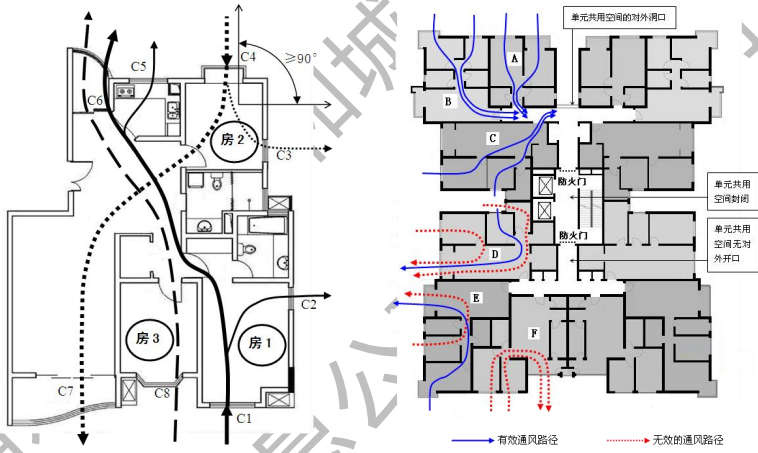 ≥90°
C4
C5
C6
房 2
C3
C2
房 3
房 1
C7
C8
C1
单元共用空间的对外洞口
A
B
C
防火门
单元共用
空间封闭
防火门
单元共用
空间无对
外开口
D
E
F
有效通风路径
无效的通风路径